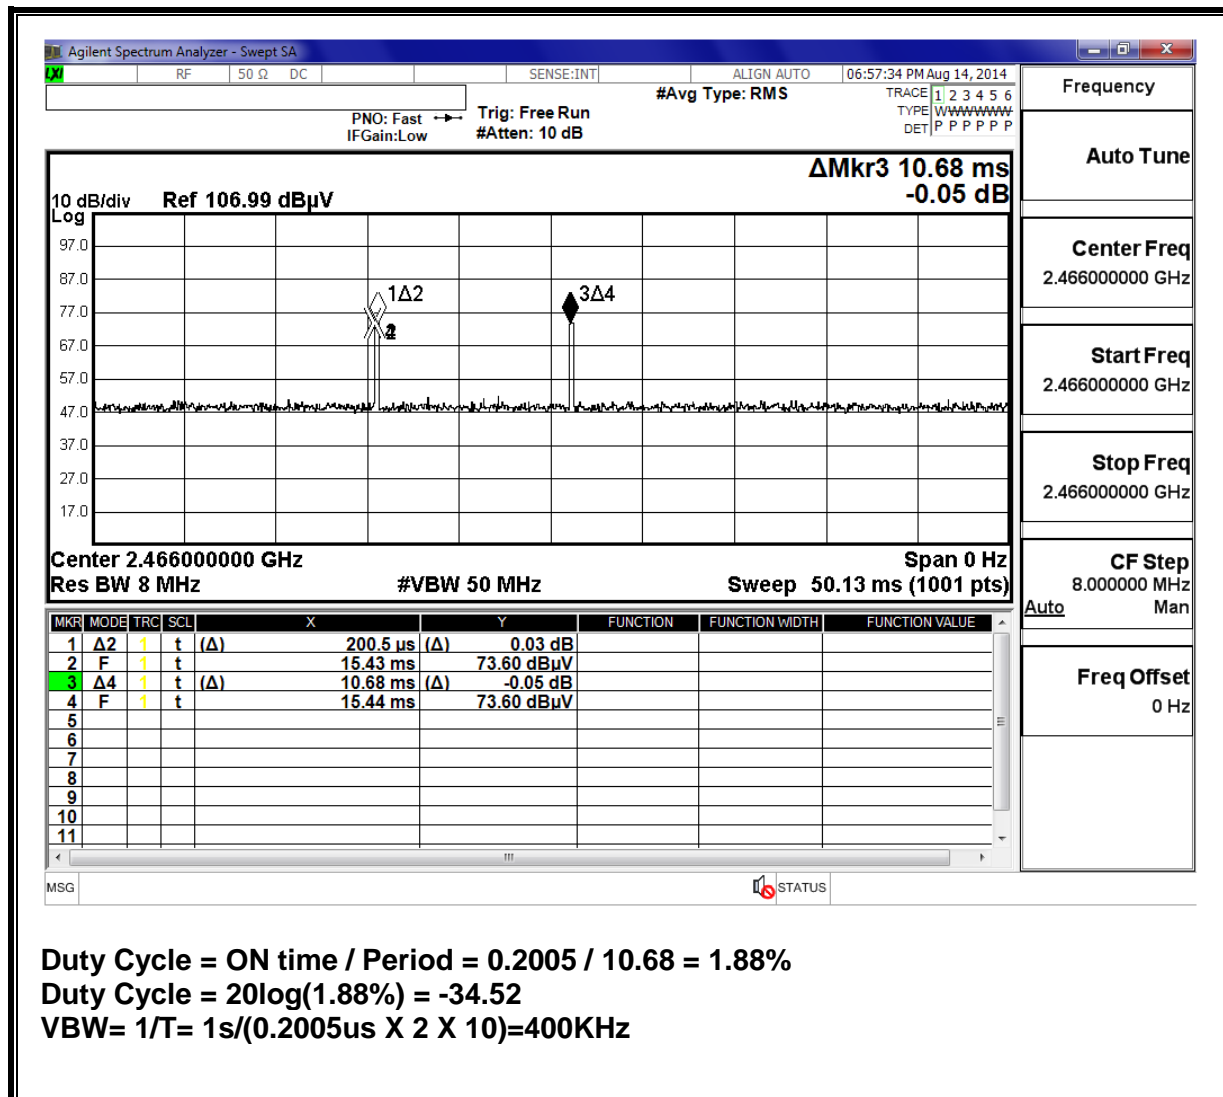 Agilent Spectrum Analyzer - Swept SA
LXI RF 50 Ω DC SENSE:INT ALIGN AUTO 06:57:34 PM Aug 14, 2014
#Avg Type: RMS
TRACE 1 2 3 4 5 6
TYPE WWWWWW
DET P P P P P P
PNO: Fast
IFGain:Low
Trig: Free Run
#Atten: 10 dB
ΔMkr3 10.68 ms
-0.05 dB
10 dB/div Ref 106.99 dBµV
Log
97.0
87.0
77.0
67.0
57.0
47.0
37.0
27.0
17.0
1Δ2
3Δ4
Center 2.466000000 GHz Span 0 Hz
Res BW 8 MHz #VBW 50 MHz Sweep 50.13 ms (1001 pts)
MKR MODE TRC SCL X Y FUNCTION FUNCTION WIDTH FUNCTION VALUE
1 Δ2 1 t (Δ) 200.5 µs (Δ) 0.03 dB
2 F 1 t 15.43 ms 73.60 dBµV
3 Δ4 1 t (Δ) 10.68 ms (Δ) -0.05 dB
4 F 1 t 15.44 ms 73.60 dBµV
5
6
7
8
9
10
11
MSG STATUS
Frequency
Auto Tune
Center Freq
2.466000000 GHz
Start Freq
2.466000000 GHz
Stop Freq
2.466000000 GHz
CF Step
8.000000 MHz
Auto Man
Freq Offset
0 Hz
Duty Cycle = ON time / Period = 0.2005 / 10.68 = 1.88%
Duty Cycle = 20log(1.88%) = -34.52
VBW= 1/T= 1s/(0.2005us X 2 X 10)=400KHz